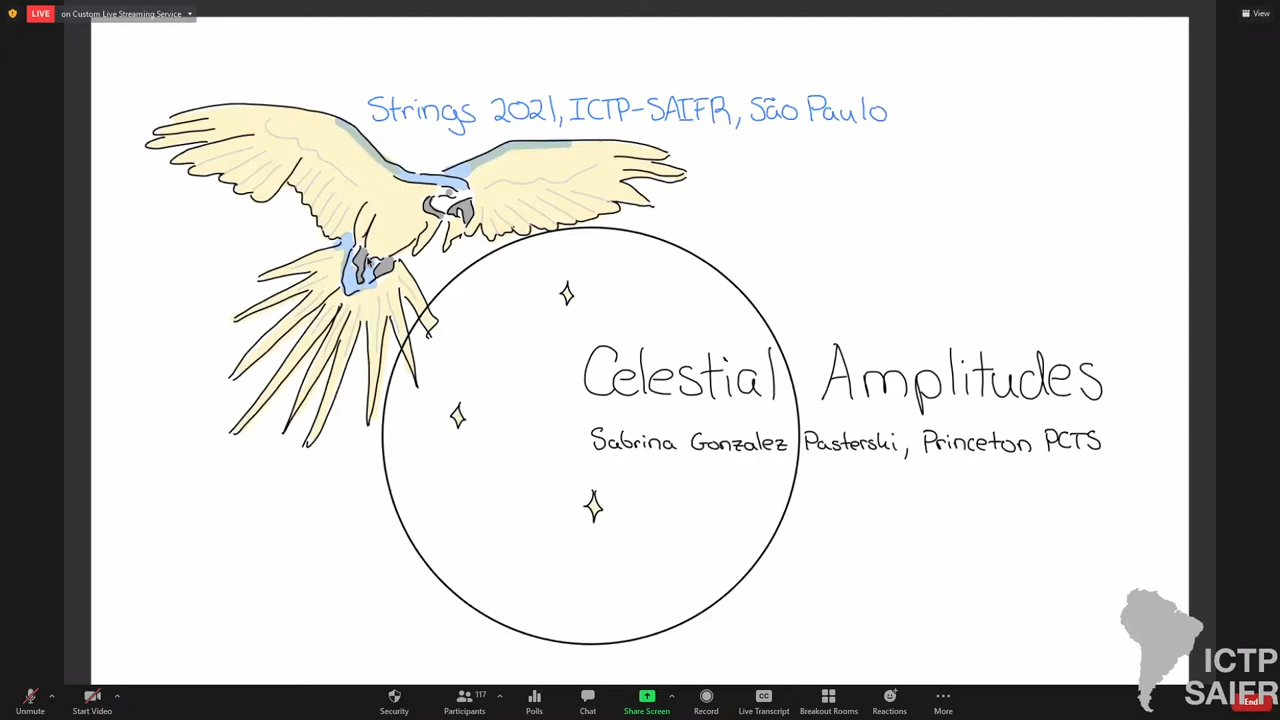 LIVE on Custom Live Streaming Service
View
Strings 2021, ICTP-SAIFR, São Paulo
Celestial Amplitudes
Sabrina Gonzalez Pasterski, Princeton PCTS
ICTP
SAIFR
117
Unmute Start Video Security Participants Polls Chat Share Screen Record Live Transcript Breakout Rooms Reactions More End